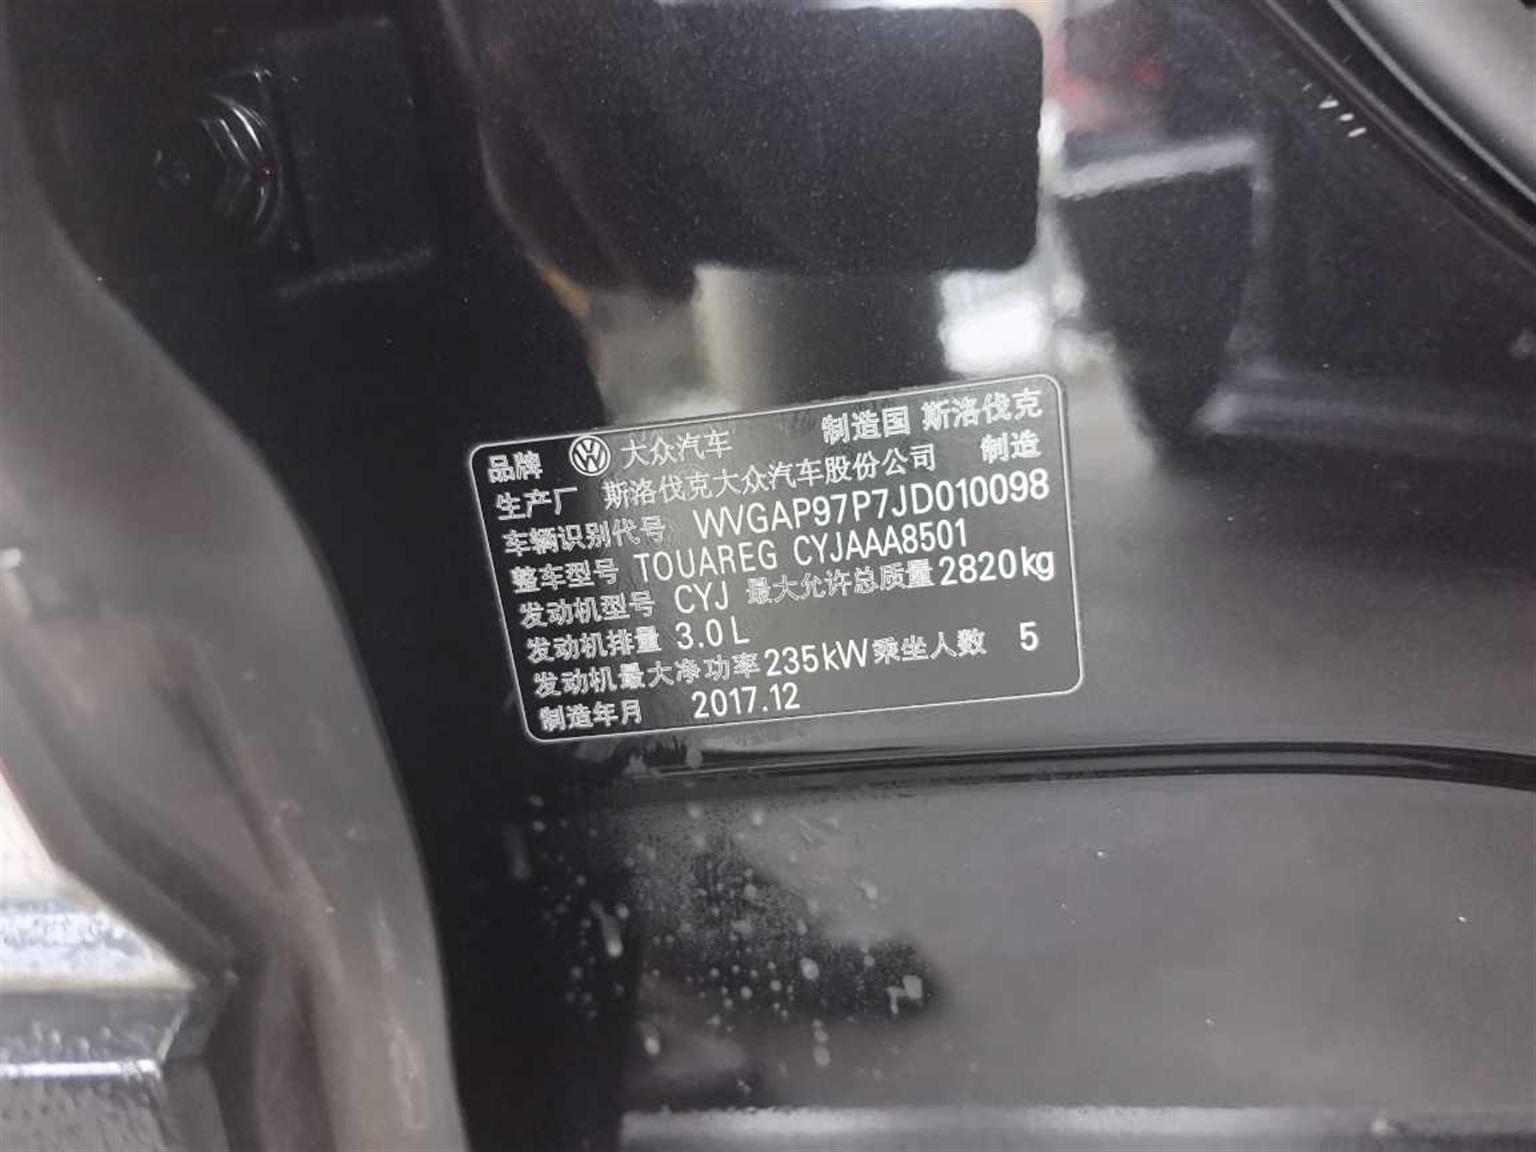 品牌 大众汽车 制造国 斯洛伐克
生产厂 斯洛伐克大众汽车股份公司 制造
车辆识别代号 WVGAP97P7JD010098
整车型号 TOUAREG CYJAAA8501
发动机型号 CYJ 最大允许总质量 2820kg
发动机排量 3.0L
发动机最大净功率 235kW 乘坐人数 5
制造年月 2017.12